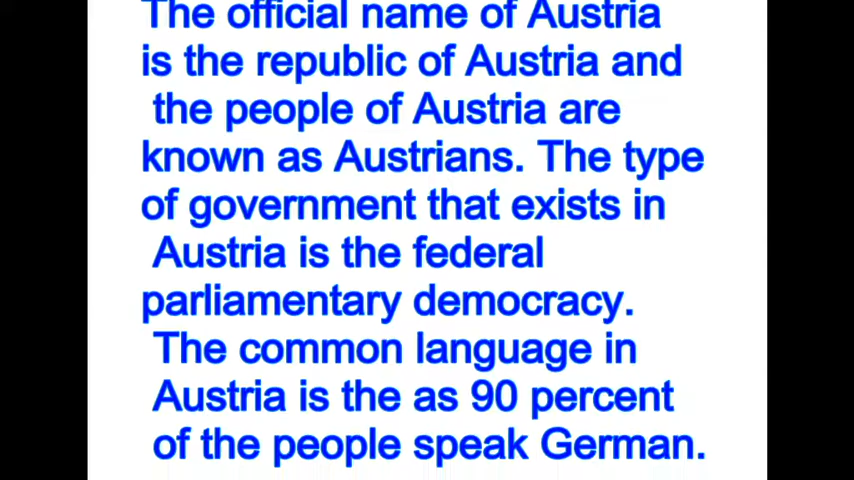 The official name of Austria
is the republic of Austria and
the people of Austria are
known as Austrians. The type
of government that exists in
Austria is the federal
parliamentary democracy.
The common language in
Austria is the as 90 percent
of the people speak German.